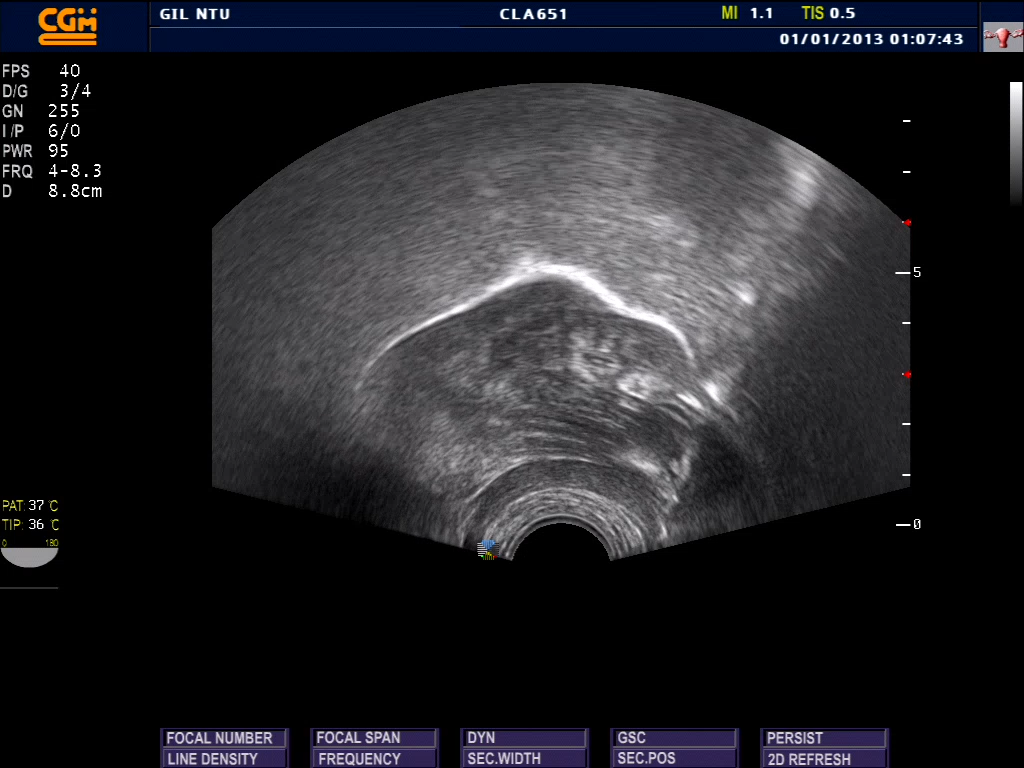 CGM
GIL NTU CLA651 MI 1.1 TIS 0.5
01/01/2013 01:07:43
FPS 40
D/G 3/4
GN 255
I/P 6/0
PWR 95
FRQ 4-8.3
D 8.8cm
5
PAT: 37 °C
TIP: 36 °C
0 180
0
FOCAL NUMBER FOCAL SPAN DYN GSC PERSIST
LINE DENSITY FREQUENCY SEC.WIDTH SEC.POS 2D REFRESH